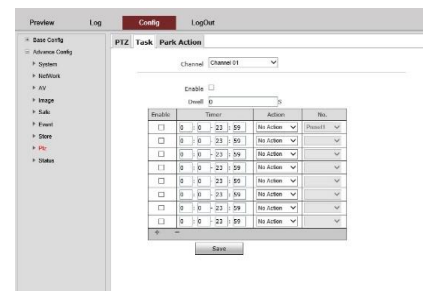 Preview Log Config LogOut
Base Config
Advance Config
System
NetWork
AV
Image
Safe
Event
Store
Ptz
Status
PTZ Task Park Action
Channel Channel 01
Enable
Dwell 0 S
Enable Timer Action No.
0 : 0 - 23 : 59 No Action Preset1
0 : 0 - 23 : 59 No Action
0 : 0 - 23 : 59 No Action
0 : 0 - 23 : 59 No Action
0 : 0 - 23 : 59 No Action
0 : 0 - 23 : 59 No Action
0 : 0 - 23 : 59 No Action
0 : 0 - 23 : 59 No Action
+ -
Save